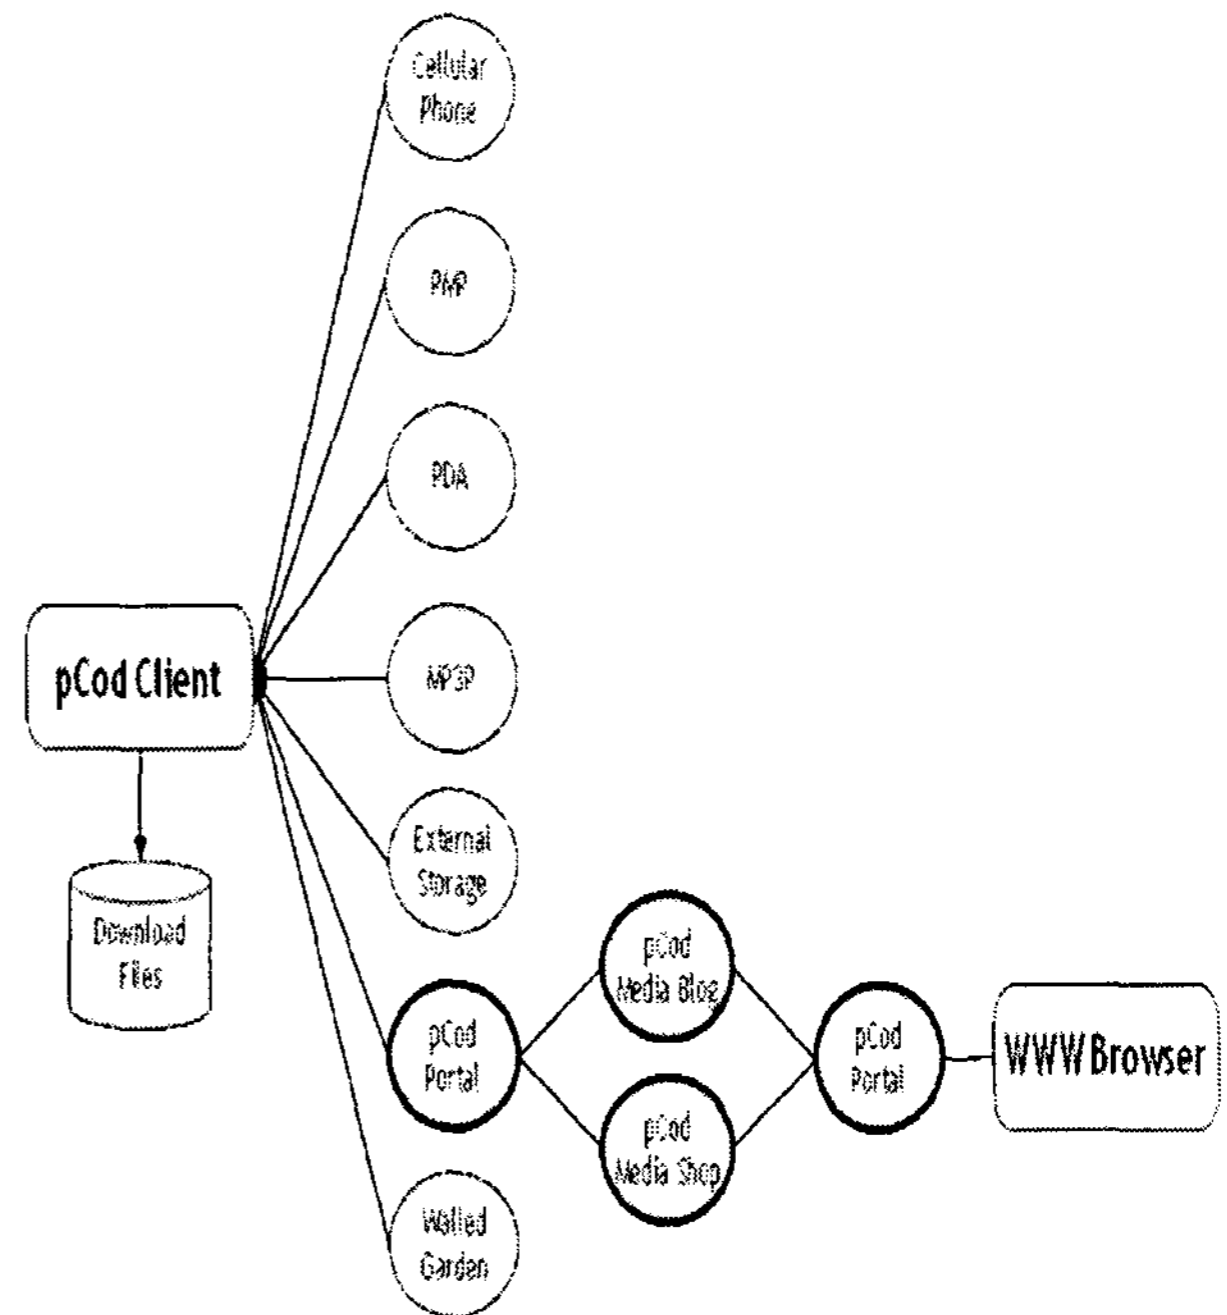 Cellular
Phone
PMP
PDA
pCod Client
MP3P
External
Storage
Download
Files
pCod
Media Blog
pCod
Portal
pCod
Portal
WWW Browser
pCod
Media Shop
Walled
Garden